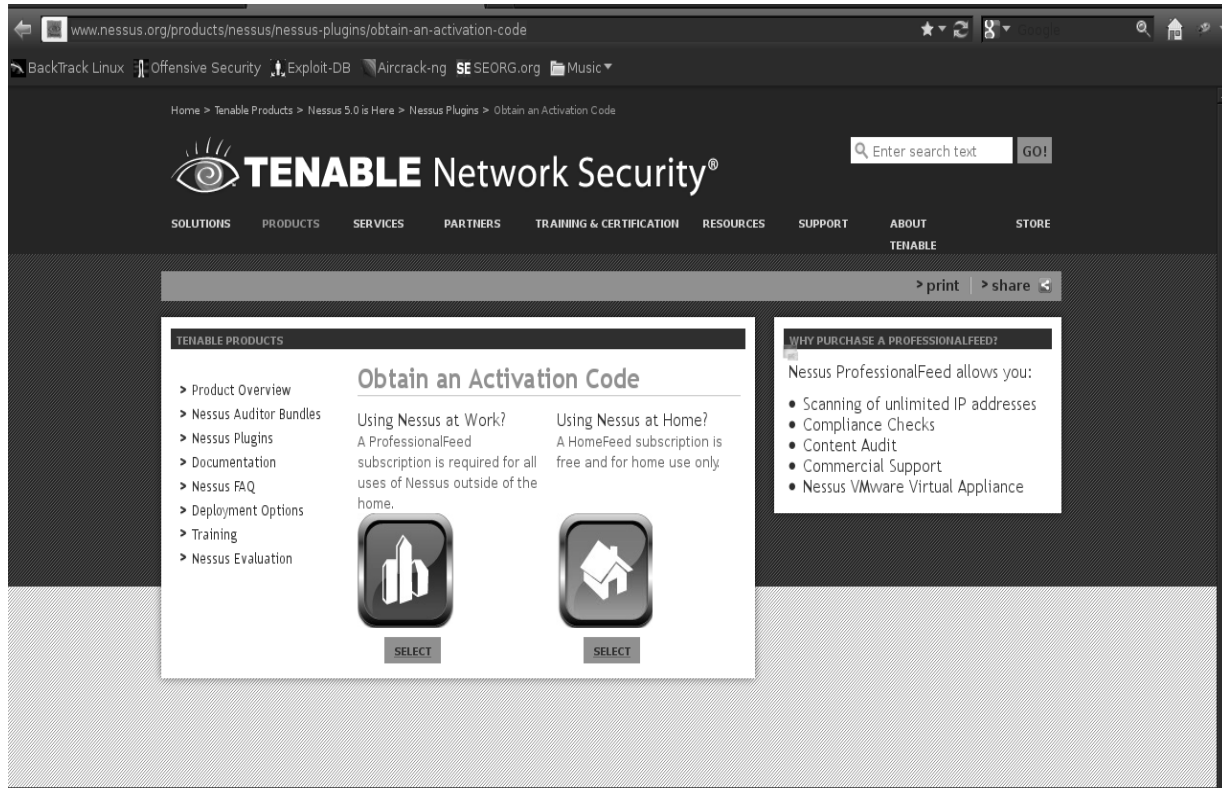 www.nessus.org/products/nessus/nessus-plugins/obtain-an-activation-code
Google
BackTrack Linux Offensive Security Exploit-DB Aircrack-ng SE SEORG.org Music
Home > Tenable Products > Nessus 5.0 is Here > Nessus Plugins > Obtain an Activation Code
TENABLE Network Security®
Enter search text GO!
SOLUTIONS PRODUCTS SERVICES PARTNERS TRAINING & CERTIFICATION RESOURCES SUPPORT ABOUT TENABLE STORE
> print > share
TENABLE PRODUCTS
> Product Overview
> Nessus Auditor Bundles
> Nessus Plugins
> Documentation
> Nessus FAQ
> Deployment Options
> Training
> Nessus Evaluation
Obtain an Activation Code
Using Nessus at Work?
A ProfessionalFeed
subscription is required for all
uses of Nessus outside of the
home.
SELECT
Using Nessus at Home?
A HomeFeed subscription is
free and for home use only.
SELECT
WHY PURCHASE A PROFESSIONALFEED?
Nessus ProfessionalFeed allows you:
• Scanning of unlimited IP addresses
• Compliance Checks
• Content Audit
• Commercial Support
• Nessus VMware Virtual Appliance